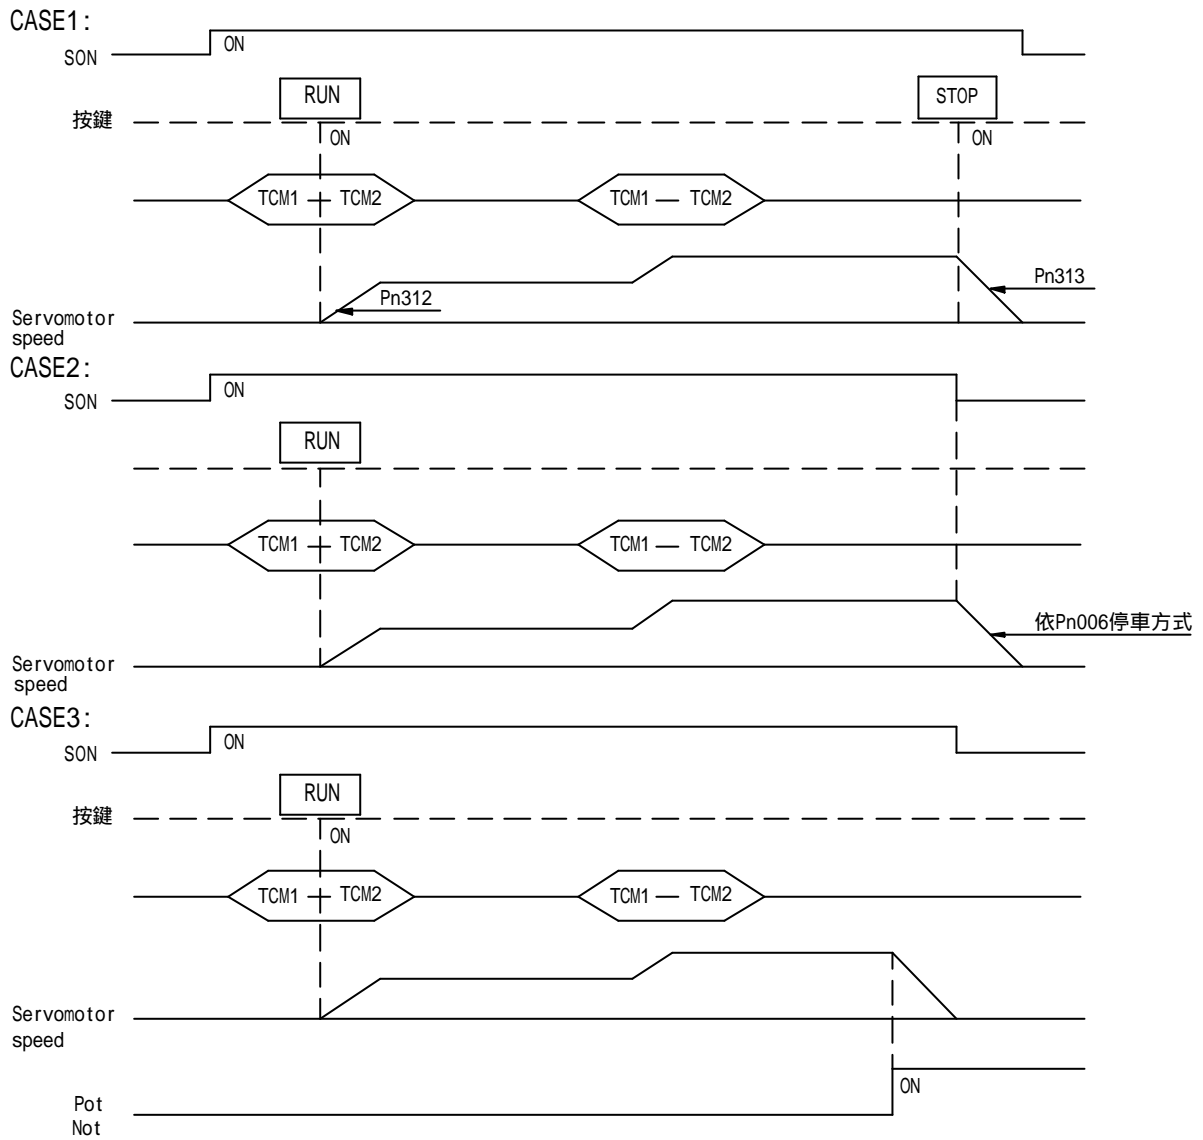 CASE1:
SON
ON
RUN
STOP
按鍵
ON
ON
TCM1 — TCM2
TCM1 — TCM2
Pn312
Pn313
Servomotor
speed
CASE2:
SON
ON
RUN
TCM1 — TCM2
TCM1 — TCM2
依Pn006停車方式
Servomotor
speed
CASE3:
SON
ON
RUN
按鍵
ON
TCM1 — TCM2
TCM1 — TCM2
Servomotor
speed
ON
Pot
Not